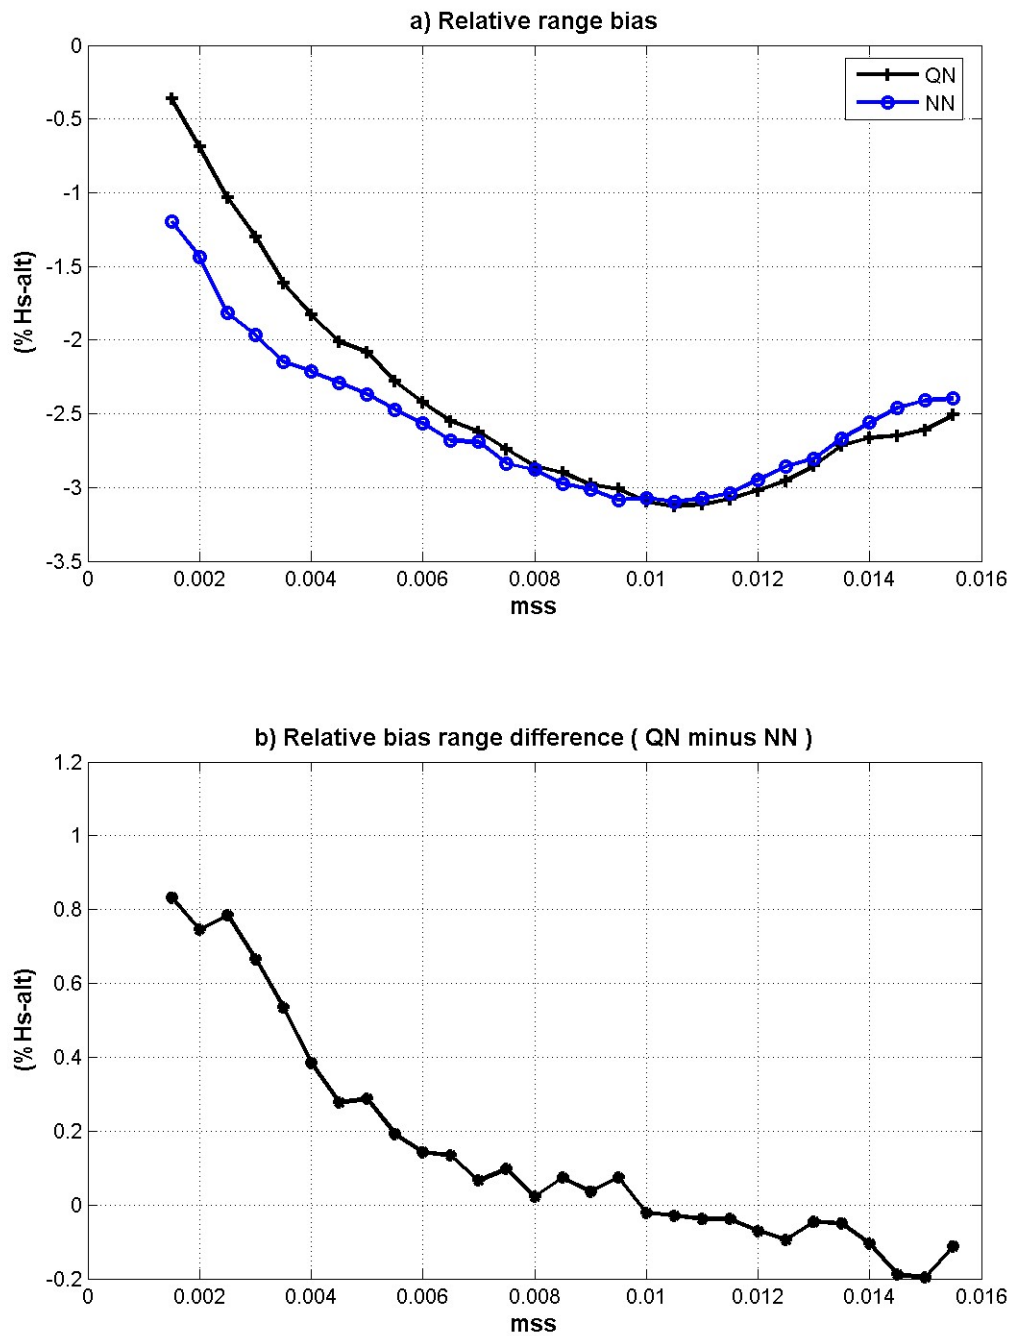 a) Relative range bias
0
-0.5
-1
-1.5
-2
-2.5
-3
-3.5
(% Hs-alt)
QN
NN
0 0.002 0.004 0.006 0.008 0.01 0.012 0.014 0.016
mss
b) Relative bias range difference ( QN minus NN )
1.2
1
0.8
0.6
0.4
0.2
0
-0.2
(% Hs-alt)
0 0.002 0.004 0.006 0.008 0.01 0.012 0.014 0.016
mss